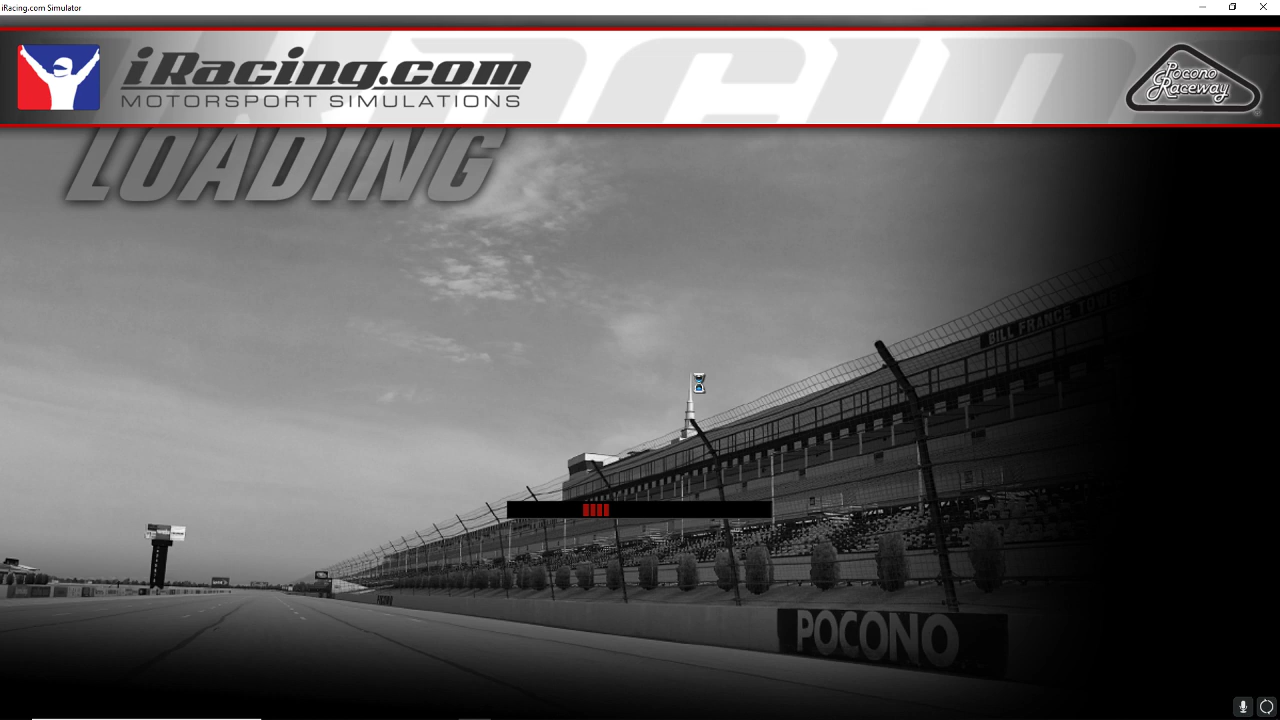 iRacing.com Simulator
iRacing.com
MOTORSPORT SIMULATIONS
Pocono
Raceway
LOADING
BILL FRANCE TOWER
POCONO